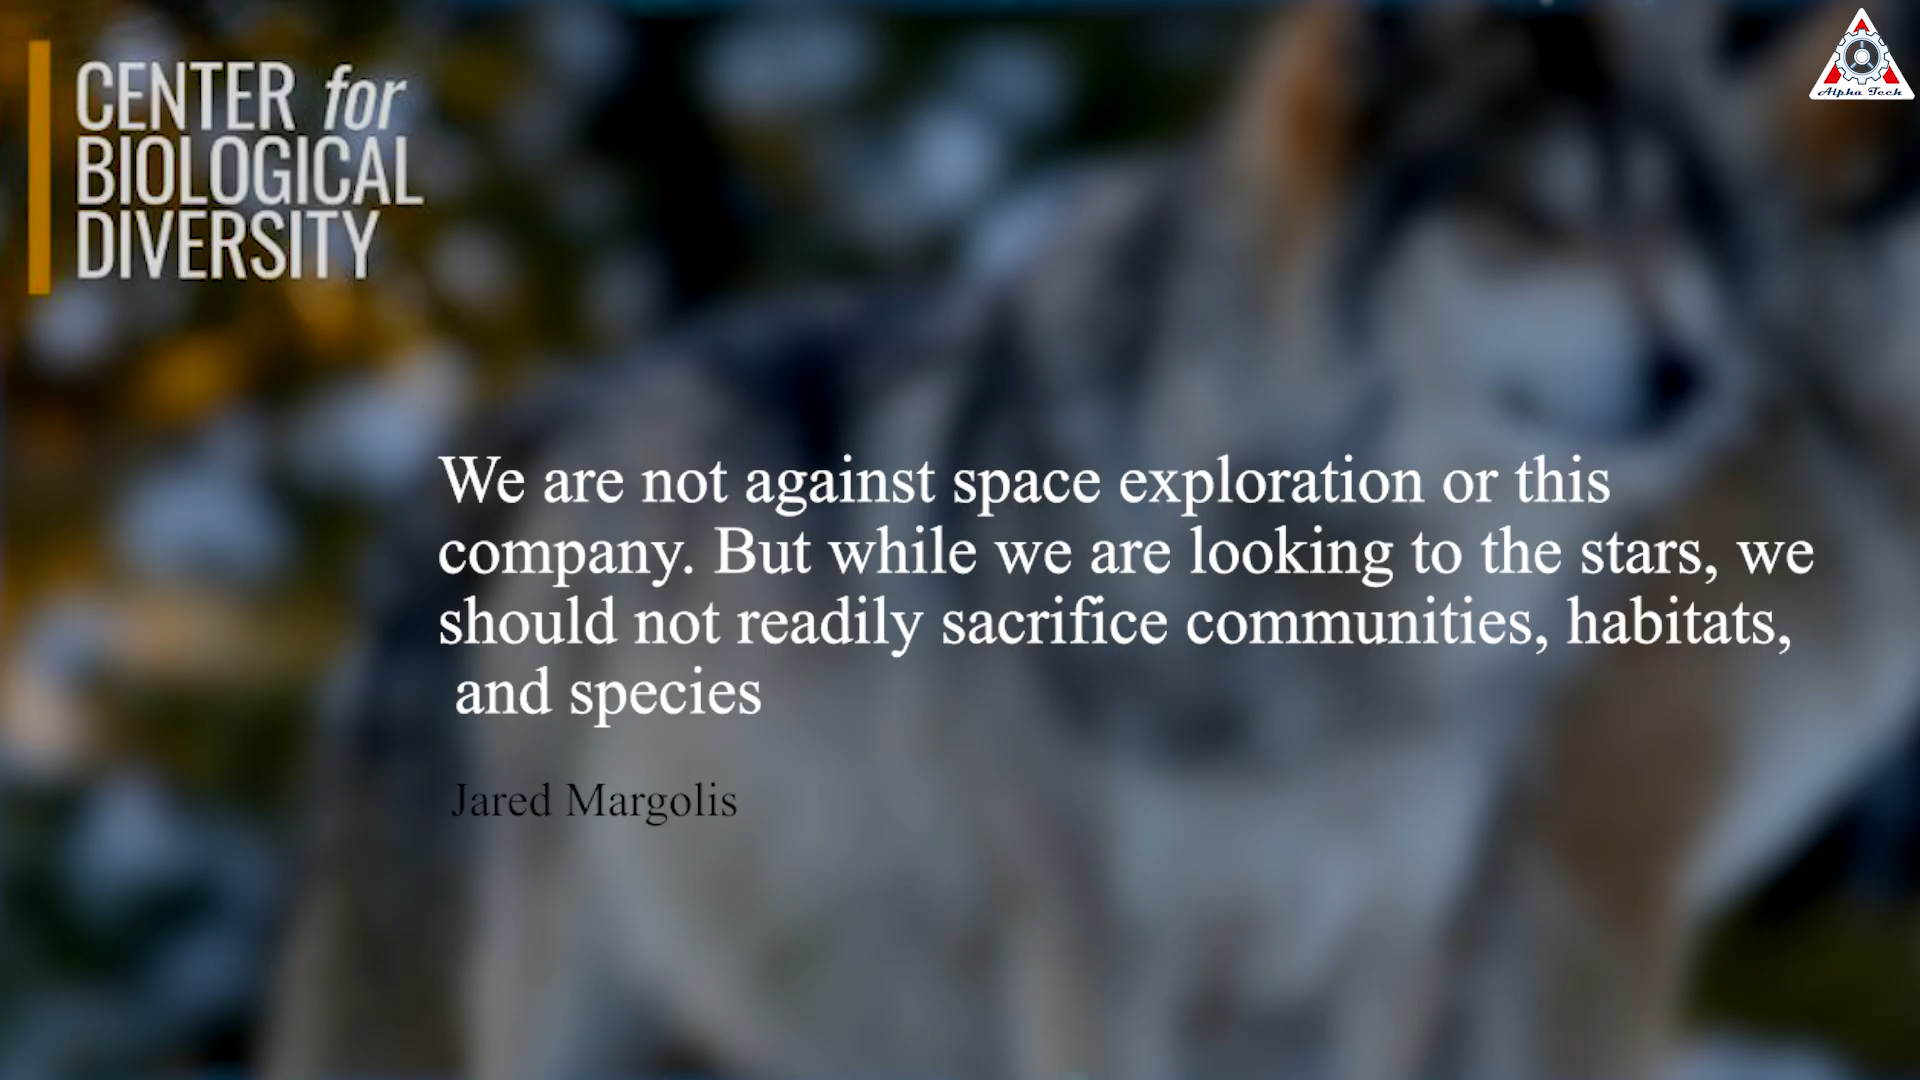 CENTER for
BIOLOGICAL
DIVERSITY
Alpha Tech
We are not against space exploration or this
company. But while we are looking to the stars, we
should not readily sacrifice communities, habitats,
and species
Jared Margolis